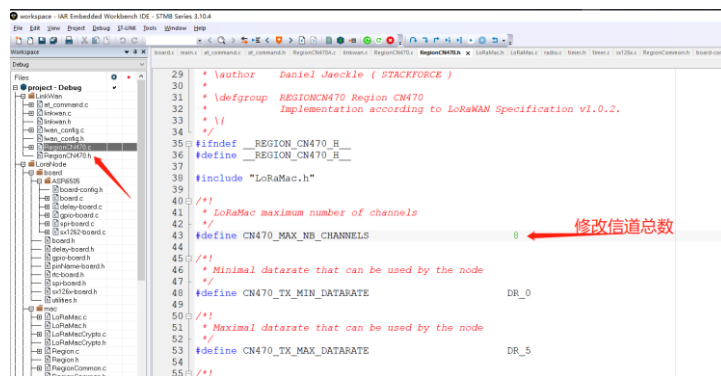 workspace - IAR Embedded Workbench IDE - STM8 Series 3.10.4
File Edit View Project Debug ST-LINK Tools Window Help
Workspace
board.c main.c at_command.c at_command.h RegionCN470A.c linkwan.c RegionCN470.c RegionCN470.h LoRaMac.h LoRaMac.c radio.c timer.h timer.c sx126x.c RegionCommon.h
Debug
Files
project - Debug
LinkWan
at_command.c
linkwan.c
linkwan.h
lwan_config.c
lwan_config.h
RegionCN470.c
RegionCN470.h
LoraNode
board
ASR6505
board-config.h
board.c
delay-board.c
gpio-board.c
spi-board.c
sx1262-board.c
board.h
delay-board.h
gpio-board.h
pinName-board.h
rtc-board.h
spi-board.h
sx126x-board.h
utilities.h
mac
LoRaMac.c
LoRaMac.h
LoRaMacCrypto.c
LoRaMacCrypto.h
Region.c
Region.h
RegionCommon.c
29 * \author Daniel Jaeckle ( STACKFORCE )
30 *
31 * \defgroup REGIONCN470 Region CN470
32 * Implementation according to LoRaWAN Specification v1.0.2.
33 * \{
34 */
35 #ifndef __REGION_CN470_H__
36 #define __REGION_CN470_H__
37
38 #include "LoRaMac.h"
39
40 /*!
41 * LoRaMac maximum number of channels
42 */
43 #define CN470_MAX_NB_CHANNELS 8
修改信道总数
44
45 /*!
46 * Minimal datarate that can be used by the node
47 */
48 #define CN470_TX_MIN_DATARATE DR_0
49
50 /*!
51 * Maximal datarate that can be used by the node
52 */
53 #define CN470_TX_MAX_DATARATE DR_5
54
55 /*!